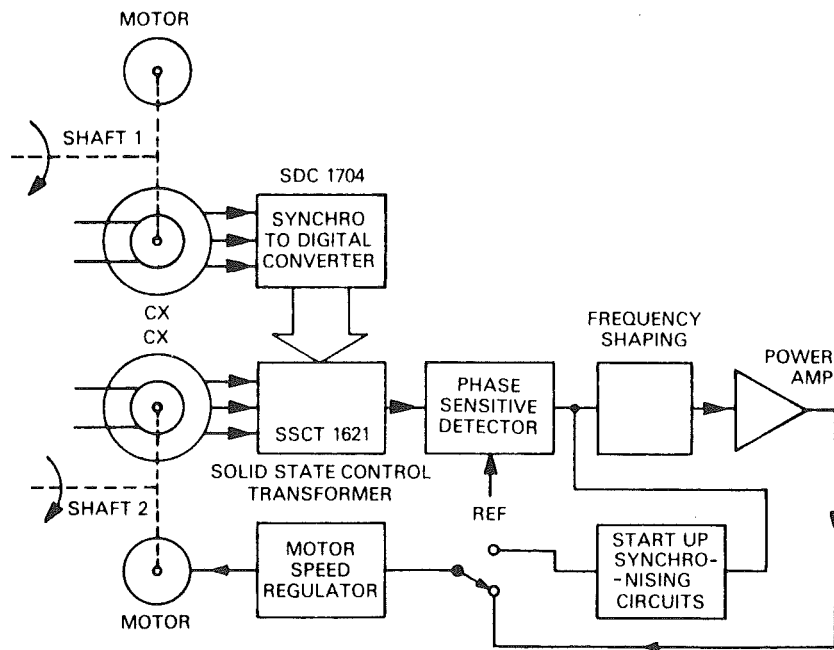 MOTOR
SHAFT 1
SDC 1704
SYNCHRO
TO DIGITAL
CONVERTER
CX
CX
FREQUENCY
SHAPING
POWER
AMP
PHASE
SENSITIVE
DETECTOR
SSCT 1621
SOLID STATE CONTROL
TRANSFORMER
SHAFT 2
REF
MOTOR
SPEED
REGULATOR
START UP
SYNCHRO-
-NISING
CIRCUITS
MOTOR